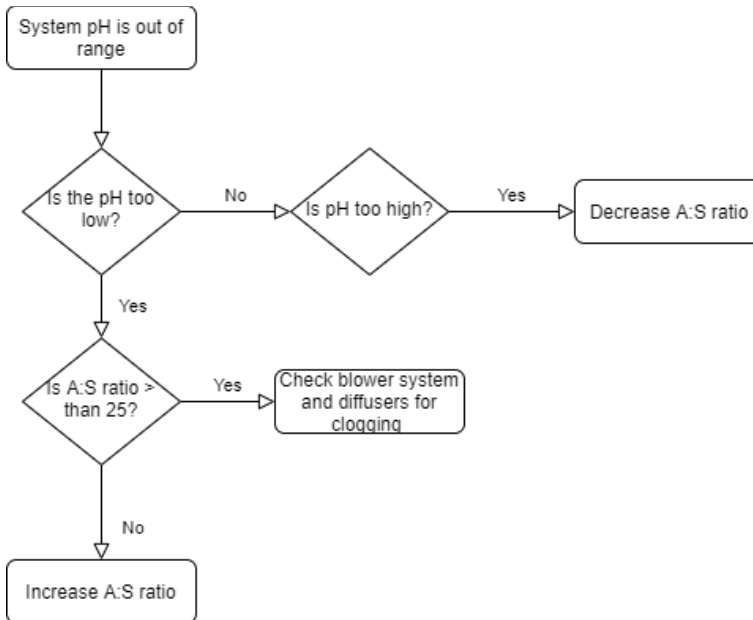 System pH is out of
range
Is the pH too
low?
No
Is pH too high?
Yes
Decrease A:S ratio
Yes
Is A:S ratio >
than 25?
Yes
Check blower system
and diffusers for
clogging
No
Increase A:S ratio